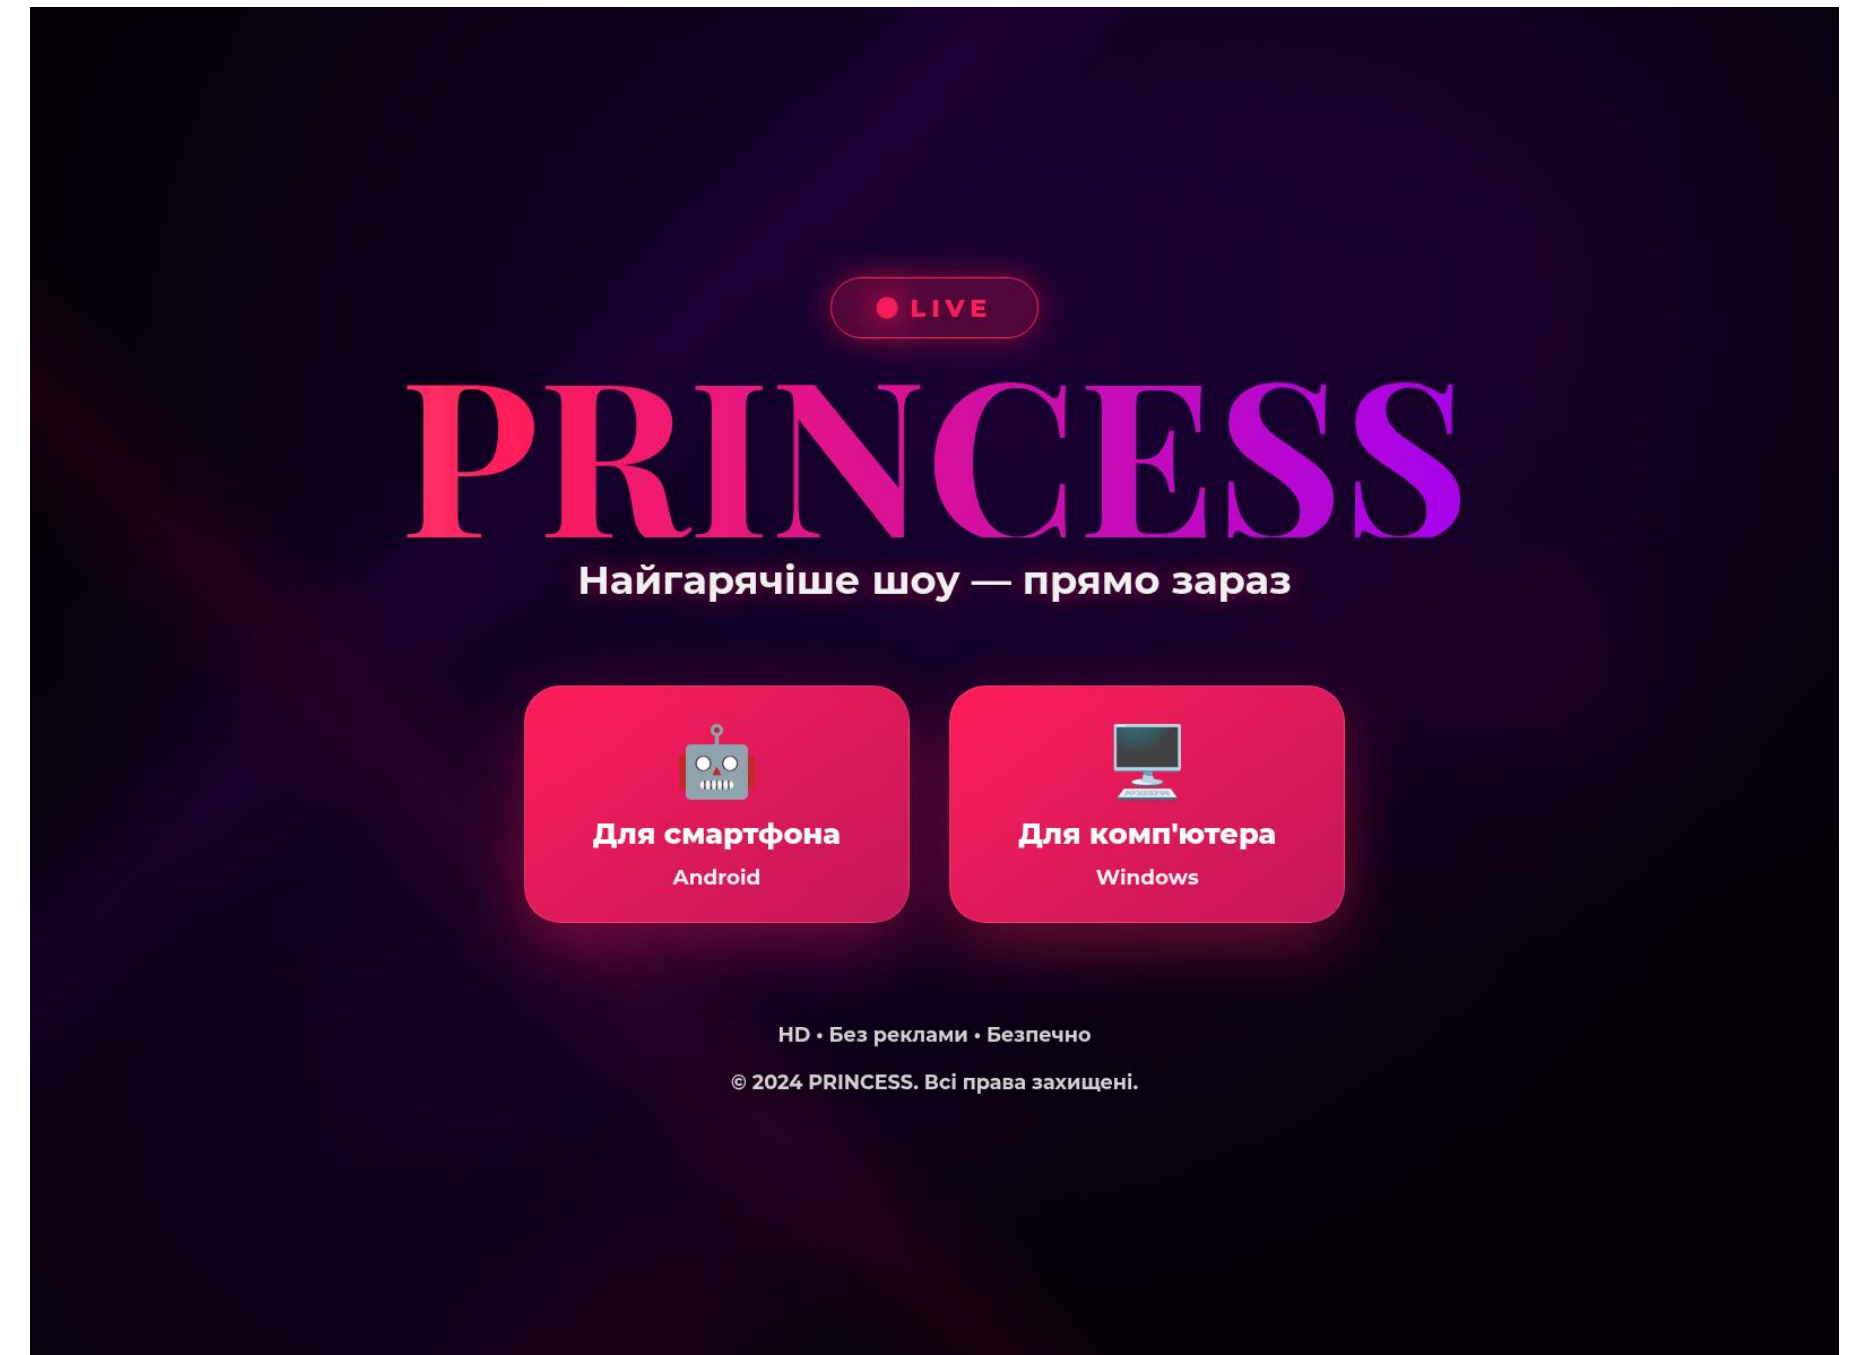 LIVE
PRINCESS
Найгарячіше шоу — прямо зараз
Для смартфона
Android
Для комп'ютера
Windows
HD • Без реклами • Безпечно
© 2024 PRINCESS. Всі права захищені.